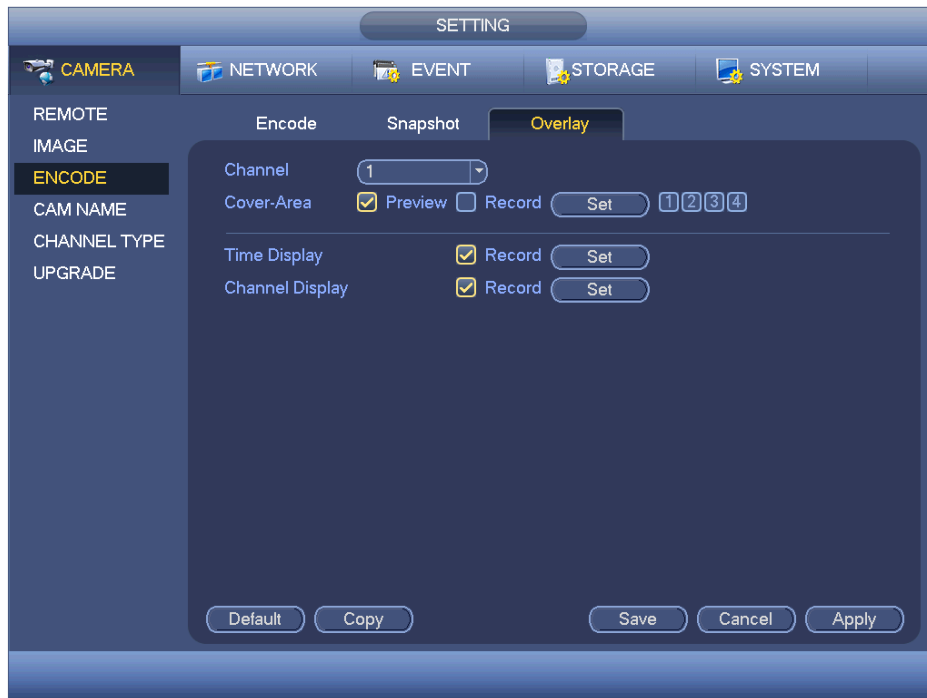 SETTING
CAMERA NETWORK EVENT STORAGE SYSTEM
REMOTE
IMAGE
ENCODE
CAM NAME
CHANNEL TYPE
UPGRADE
Encode Snapshot Overlay
Channel 1
Cover-Area Preview Record Set 1 2 3 4
Time Display Record Set
Channel Display Record Set
Default Copy Save Cancel Apply